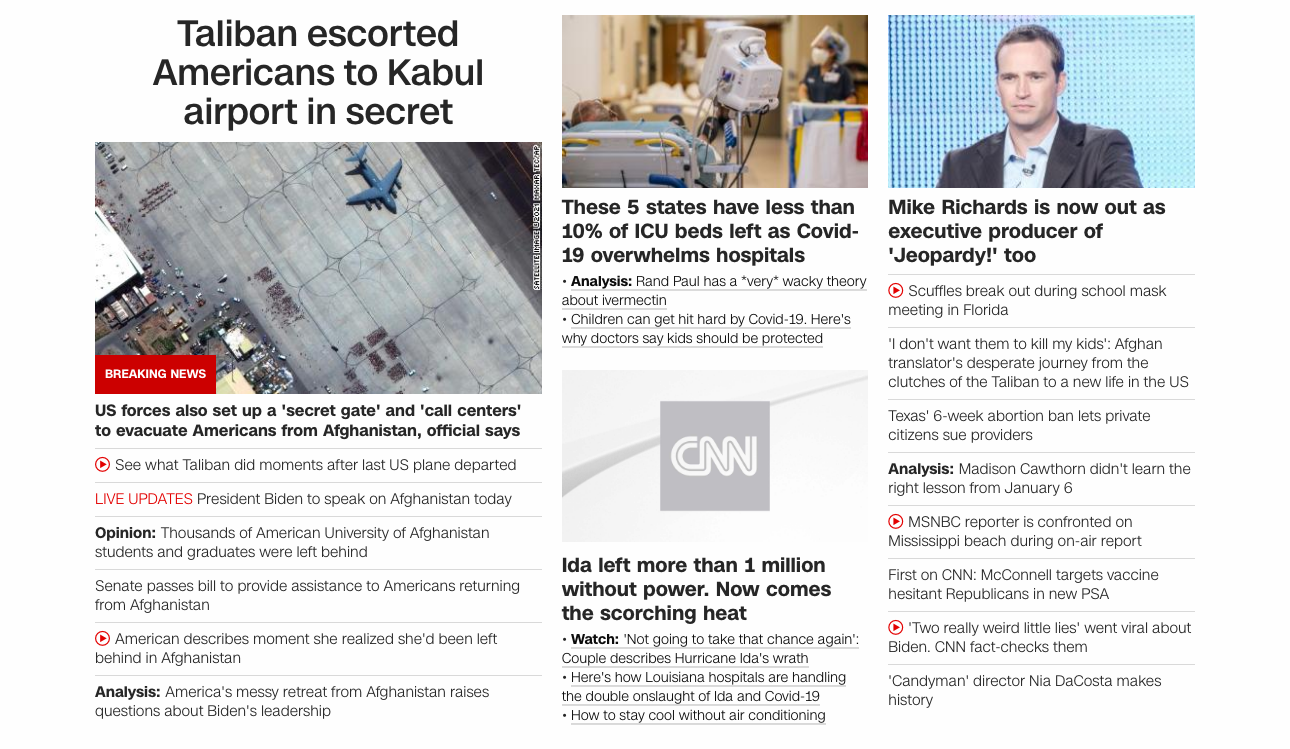 Taliban escorted
Americans to Kabul
airport in secret
SATELLITE IMAGE ©2021 MAXAR TEC/AP
BREAKING NEWS
US forces also set up a 'secret gate' and 'call centers'
to evacuate Americans from Afghanistan, official says
See what Taliban did moments after last US plane departed
LIVE UPDATES President Biden to speak on Afghanistan today
Opinion: Thousands of American University of Afghanistan
students and graduates were left behind
Senate passes bill to provide assistance to Americans returning
from Afghanistan
American describes moment she realized she'd been left
behind in Afghanistan
Analysis: America's messy retreat from Afghanistan raises
questions about Biden's leadership
These 5 states have less than
10% of ICU beds left as Covid-
19 overwhelms hospitals
• Analysis: Rand Paul has a *very* wacky theory
about ivermectin
• Children can get hit hard by Covid-19. Here's
why doctors say kids should be protected
CNN
Ida left more than 1 million
without power. Now comes
the scorching heat
• Watch: 'Not going to take that chance again':
Couple describes Hurricane Ida's wrath
• Here's how Louisiana hospitals are handling
the double onslaught of Ida and Covid-19
• How to stay cool without air conditioning
Mike Richards is now out as
executive producer of
'Jeopardy!' too
Scuffles break out during school mask
meeting in Florida
'I don't want them to kill my kids': Afghan
translator's desperate journey from the
clutches of the Taliban to a new life in the US
Texas' 6-week abortion ban lets private
citizens sue providers
Analysis: Madison Cawthorn didn't learn the
right lesson from January 6
MSNBC reporter is confronted on
Mississippi beach during on-air report
First on CNN: McConnell targets vaccine
hesitant Republicans in new PSA
'Two really weird little lies' went viral about
Biden. CNN fact-checks them
'Candyman' director Nia DaCosta makes
history